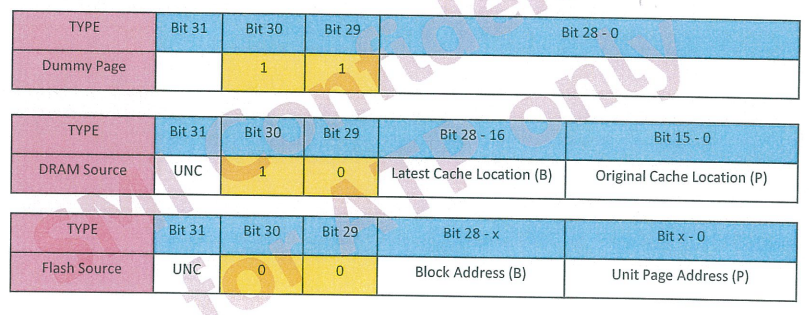 TYPE Bit 31 Bit 30 Bit 29 Bit 28 - 0
Dummy Page 1 1
TYPE Bit 31 Bit 30 Bit 29 Bit 28 - 16 Bit 15 - 0
DRAM Source UNC 1 0 Latest Cache Location (B) Original Cache Location (P)
TYPE Bit 31 Bit 30 Bit 29 Bit 28 - x Bit x - 0
Flash Source UNC 0 0 Block Address (B) Unit Page Address (P)
SMI Confiden
for ATP only